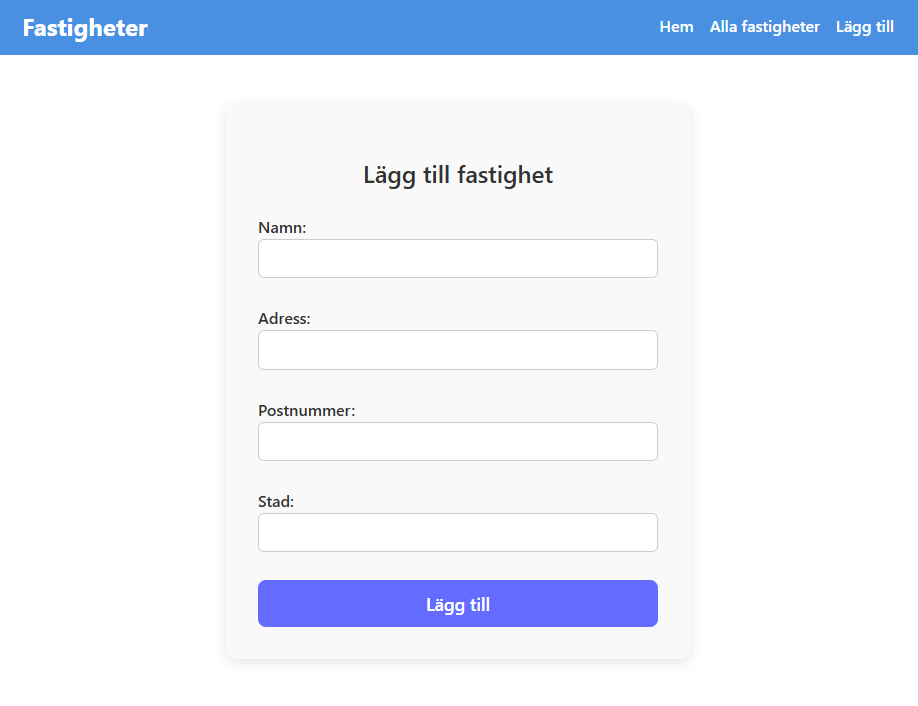 Fastigheter
Hem Alla fastigheter Lägg till
Lägg till fastighet
Namn:
Adress:
Postnummer:
Stad:
Lägg till